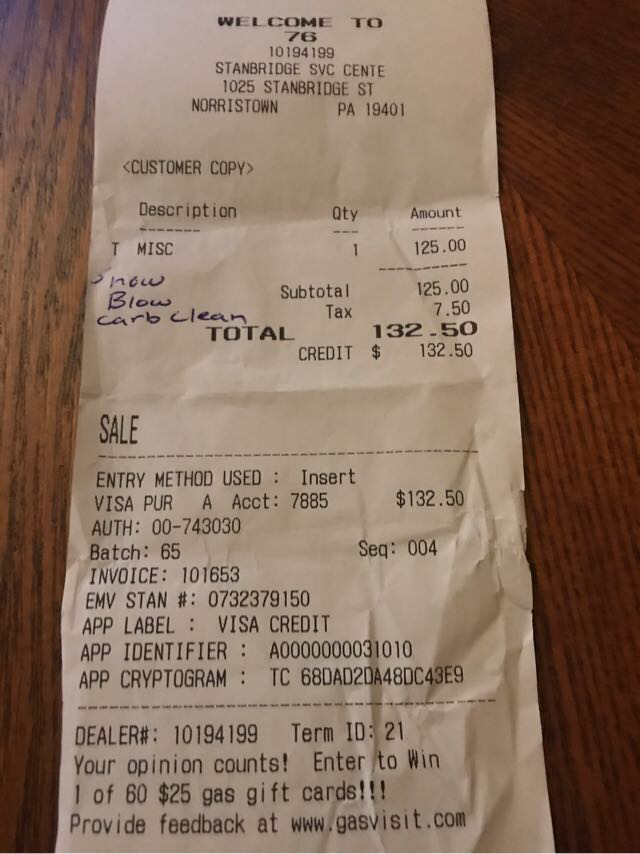 WELCOME TO
76
10194199
STANBRIDGE SVC CENTE
1025 STANBRIDGE ST
NORRISTOWN PA 19401
<CUSTOMER COPY>
Description Qty Amount
T MISC 1 125.00
Snow
Blow
carb clean
Subtotal 125.00
Tax 7.50
TOTAL 132.50
CREDIT $ 132.50
SALE
ENTRY METHOD USED : Insert
VISA PUR A Acct: 7885 $132.50
AUTH: 00-743030
Batch: 65 Seq: 004
INVOICE: 101653
EMV STAN #: 0732379150
APP LABEL : VISA CREDIT
APP IDENTIFIER : A0000000031010
APP CRYPTOGRAM : TC 68DAD2DA48DC43E9
DEALER#: 10194199 Term ID: 21
Your opinion counts! Enter to Win
1 of 60 $25 gas gift cards!!!
Provide feedback at www.gasvisit.com